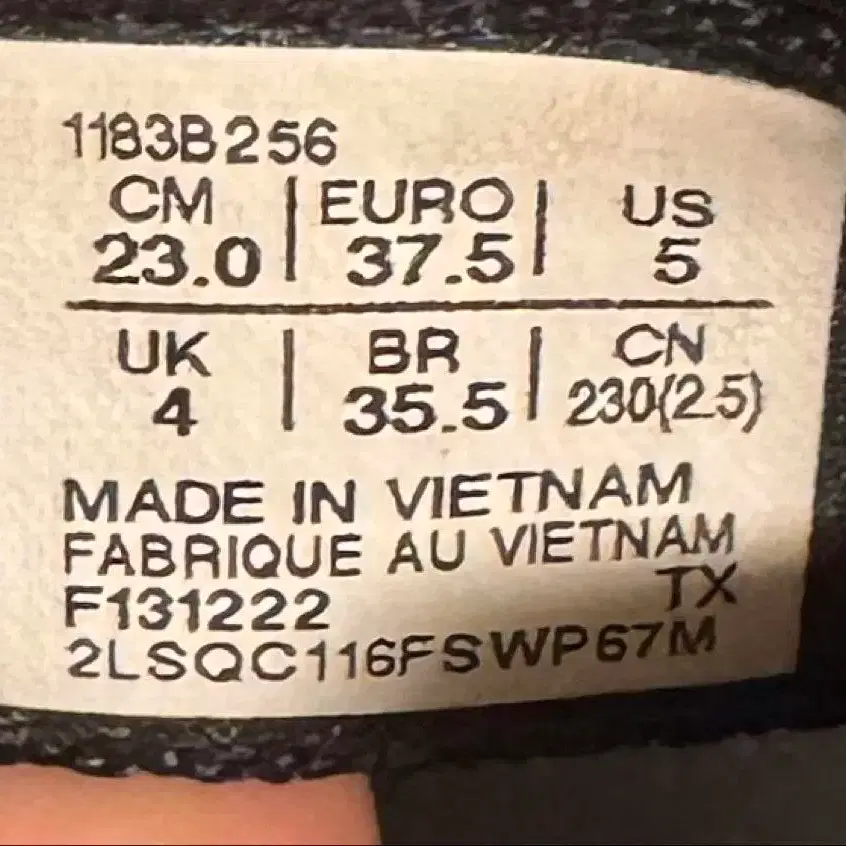 1183B256
CM | EURO | US
23.0 | 37.5 | 5
UK | BR | CN
4 | 35.5 | 230(2.5)
MADE IN VIETNAM
FABRIQUE AU VIETNAM
F131222 TX
2LSQC116FSWP67M